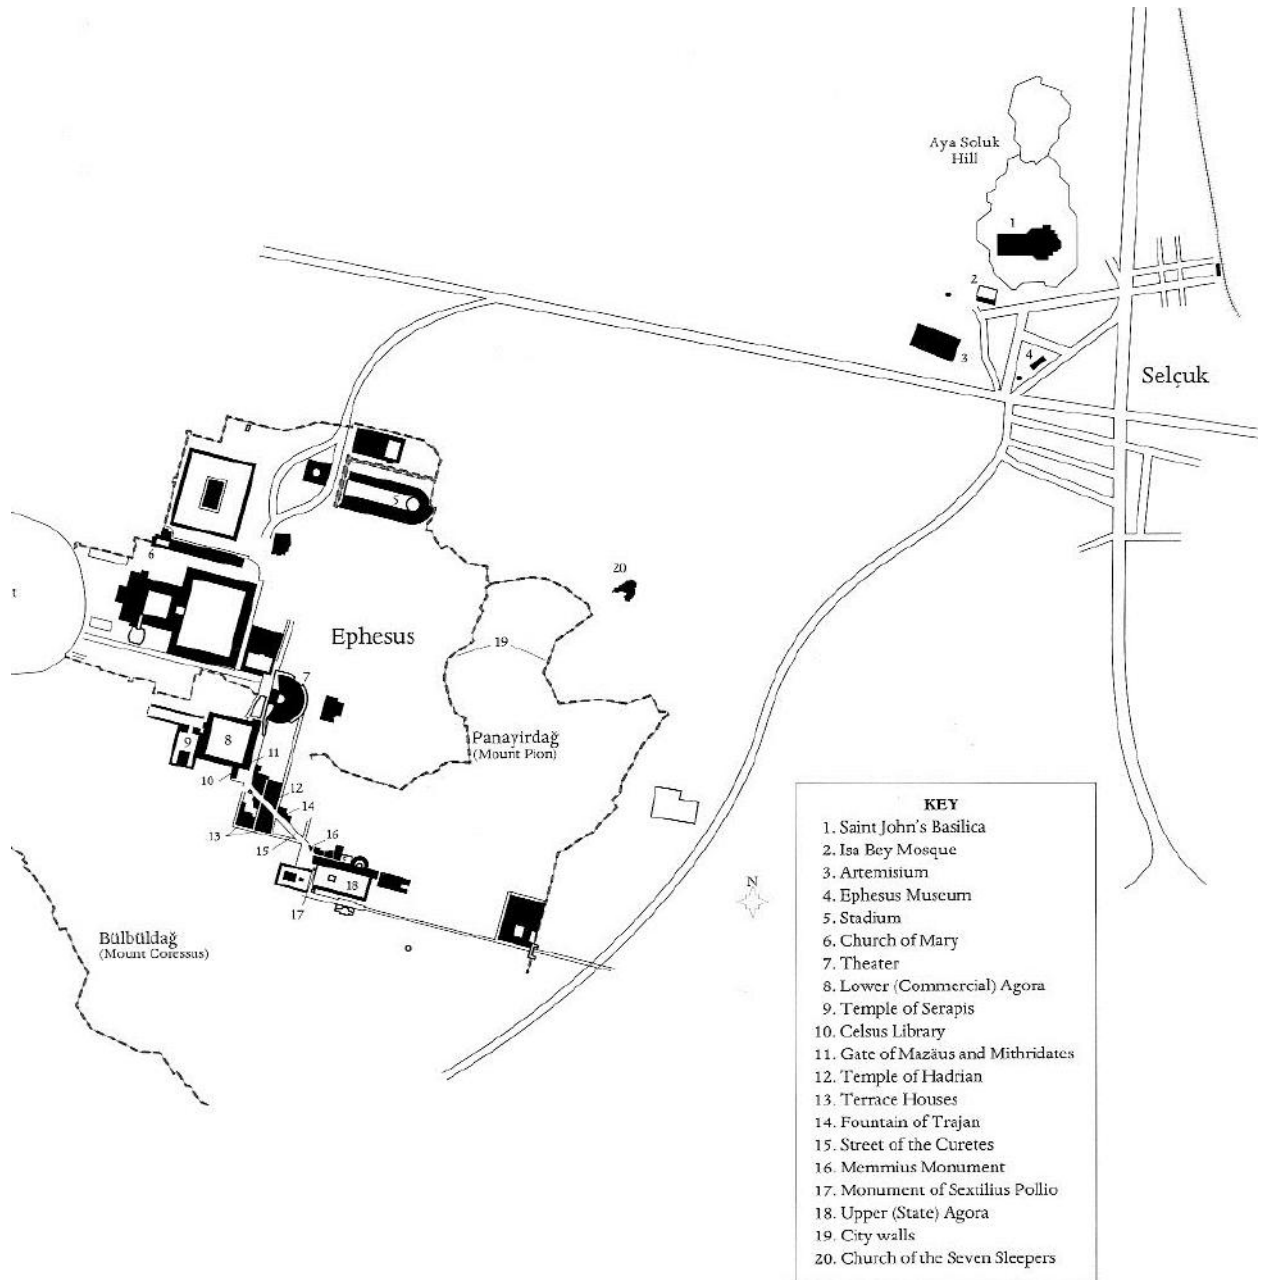 Aya Soluk
Hill
1
2
3
4
Selçuk
5
6
t
20
Ephesus
19
7
Panayirdağ
(Mount Pion)
8
9
11
10
12
14
13
16
15
18
17
N
Bülbüldağ
(Mount Coressus)
KEY
1. Saint John's Basilica
2. Isa Bey Mosque
3. Artemisium
4. Ephesus Museum
5. Stadium
6. Church of Mary
7. Theater
8. Lower (Commercial) Agora
9. Temple of Serapis
10. Celsus Library
11. Gate of Mazäus and Mithridates
12. Temple of Hadrian
13. Terrace Houses
14. Fountain of Trajan
15. Street of the Curetes
16. Memmius Monument
17. Monument of Sextilius Pollio
18. Upper (State) Agora
19. City walls
20. Church of the Seven Sleepers